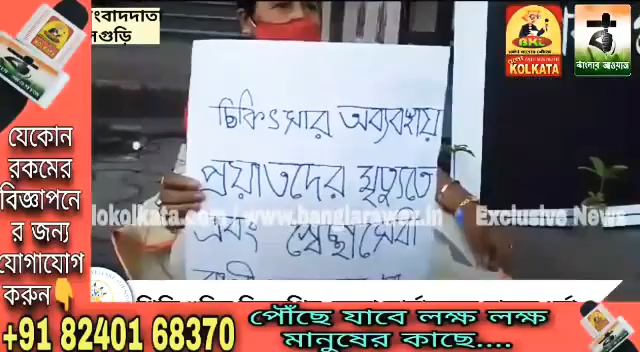 ংবাদদাত
গুড়ি
BKL
KOLKATA
বাংলার আওয়াজ
চিকিৎসার অব্যবস্থায়
প্রয়াতদের মৃত্যুতে
এবং স্বেচ্ছাসেবী
lokolkata.com / www.banglarawaz.in Exclusive News
যেকোন
রকমের
বিজ্ঞাপনে
র জন্য
যোগাযোগ
করুন👇
+91 82401 68370
পৌঁছে যাবে লক্ষ লক্ষ
মানুষের কাছে....